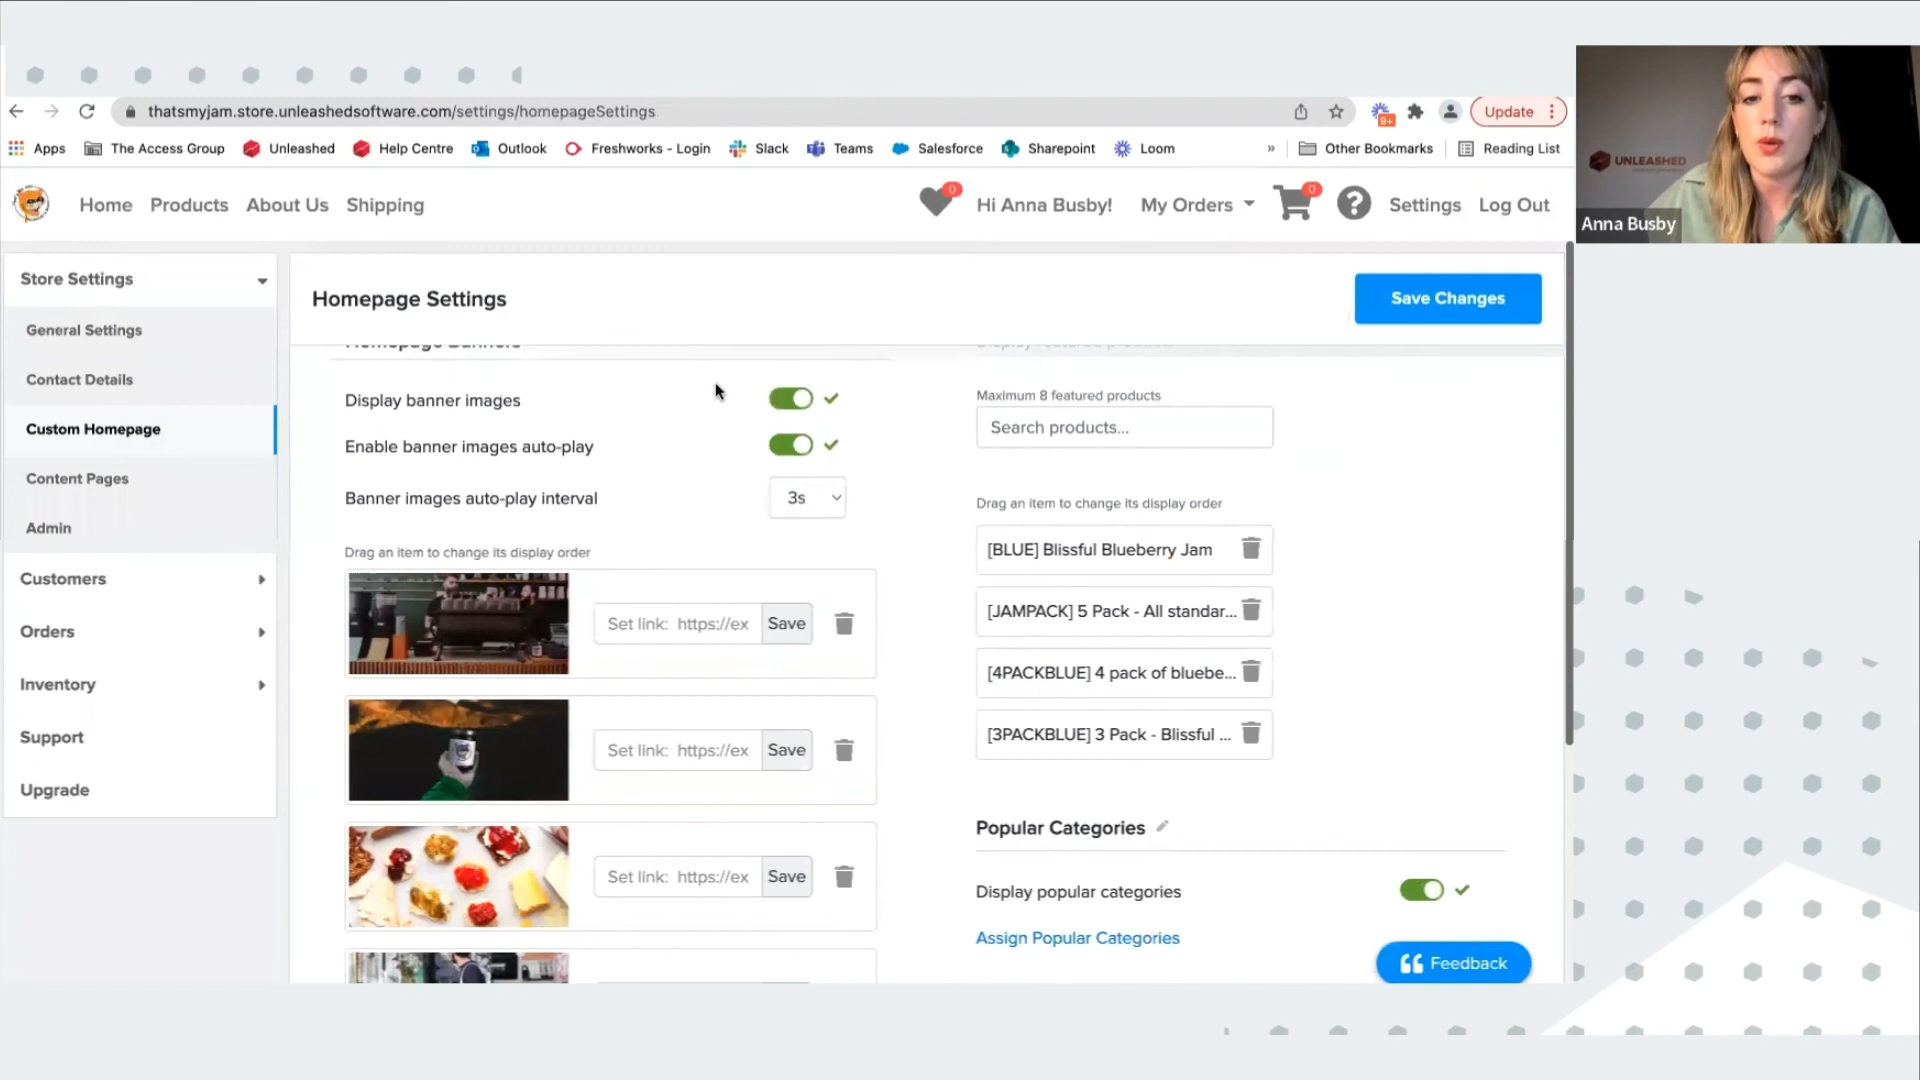 thatsmyjam.store.unleashedsoftware.com/settings/homepageSettings
9+
Update
Apps
The Access Group
Unleashed
Help Centre
Outlook
Freshworks - Login
Slack
Teams
Salesforce
Sharepoint
Loom
»
Other Bookmarks
Reading List
UNLEASHED
Anna Busby
Home
Products
About Us
Shipping
0
Hi Anna Busby!
My Orders
0
?
Settings
Log Out
Store Settings
General Settings
Contact Details
Custom Homepage
Content Pages
Admin
Customers
Orders
Inventory
Support
Upgrade
Homepage Settings
Save Changes
Homepage Banners
Display banner images
Enable banner images auto-play
Banner images auto-play interval
3s
Drag an item to change its display order
Set link: https://ex
Save
Set link: https://ex
Save
Set link: https://ex
Save
Maximum 8 featured products
Search products...
Drag an item to change its display order
[BLUE] Blissful Blueberry Jam
[JAMPACK] 5 Pack - All standar...
[4PACKBLUE] 4 pack of bluebe...
[3PACKBLUE] 3 Pack - Blissful ...
Popular Categories
Display popular categories
Assign Popular Categories
Feedback